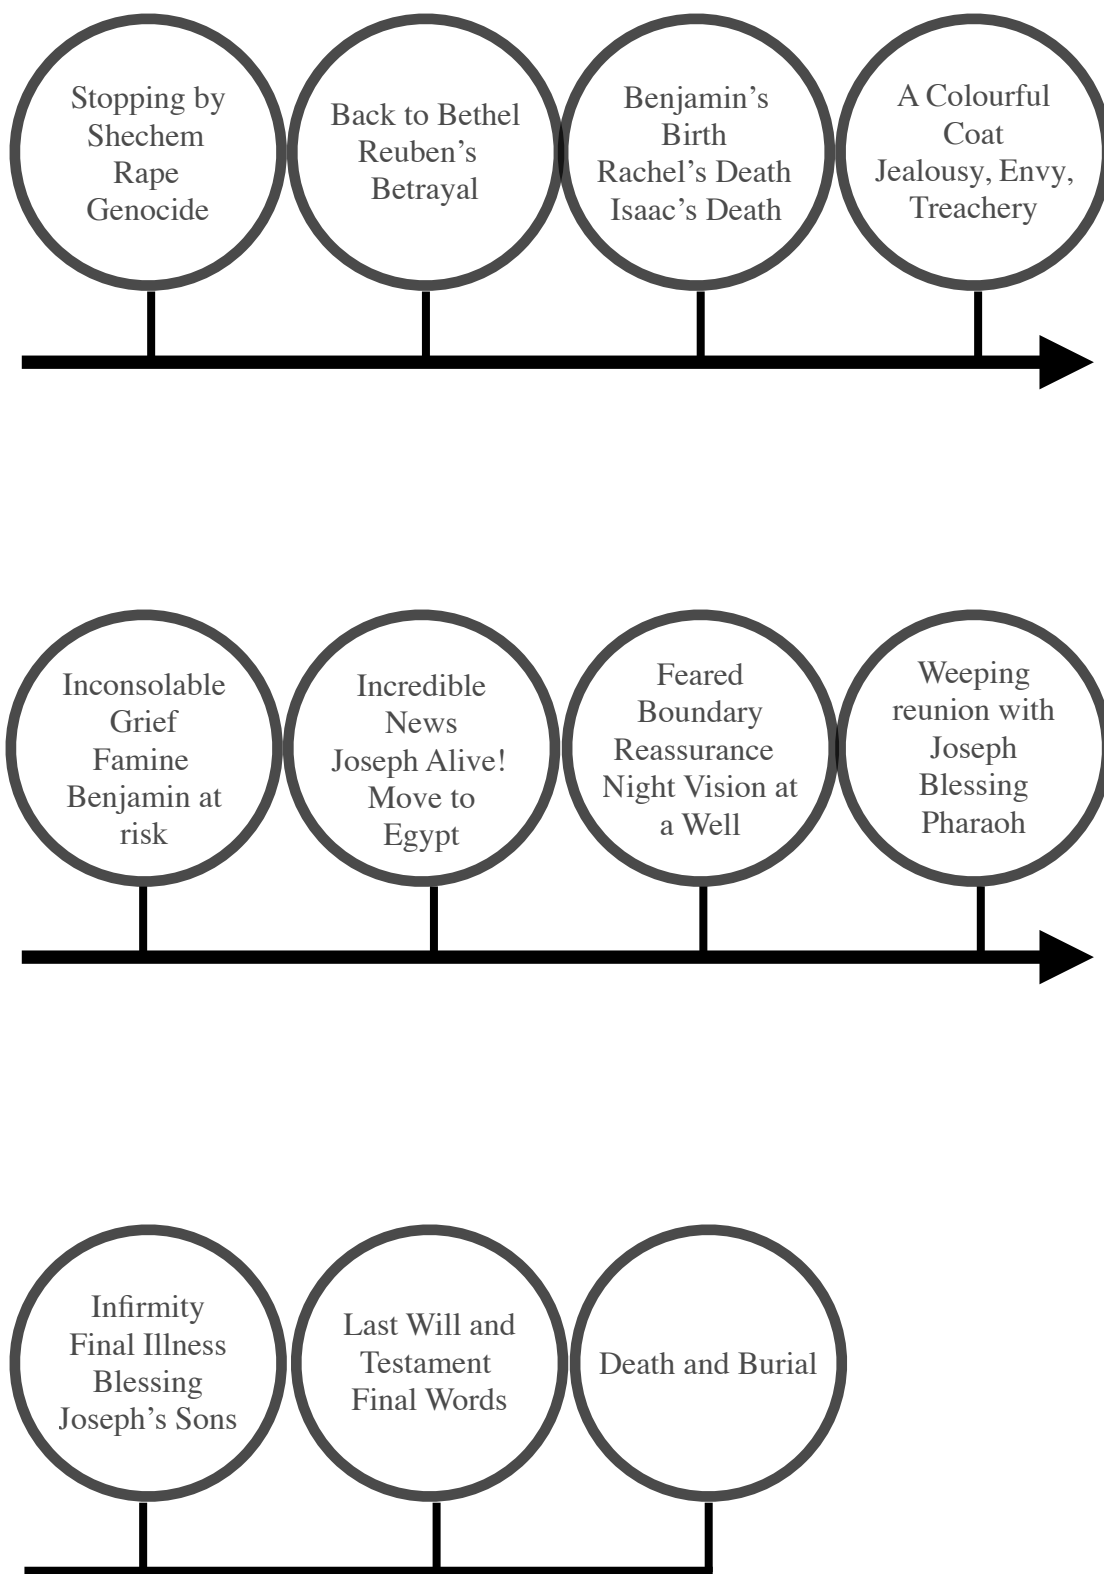 Stopping by
Shechem
Rape
Genocide
Back to Bethel
Reuben’s
Betrayal
Benjamin’s
Birth
Rachel’s Death
Isaac’s Death
A Colourful
Coat
Jealousy, Envy,
Treachery
Inconsolable
Grief
Famine
Benjamin at
risk
Incredible
News
Joseph Alive!
Move to
Egypt
Feared
Boundary
Reassurance
Night Vision at
a Well
Weeping
reunion with
Joseph
Blessing
Pharaoh
Infirmity
Final Illness
Blessing
Joseph’s Sons
Last Will and
Testament
Final Words
Death and Burial